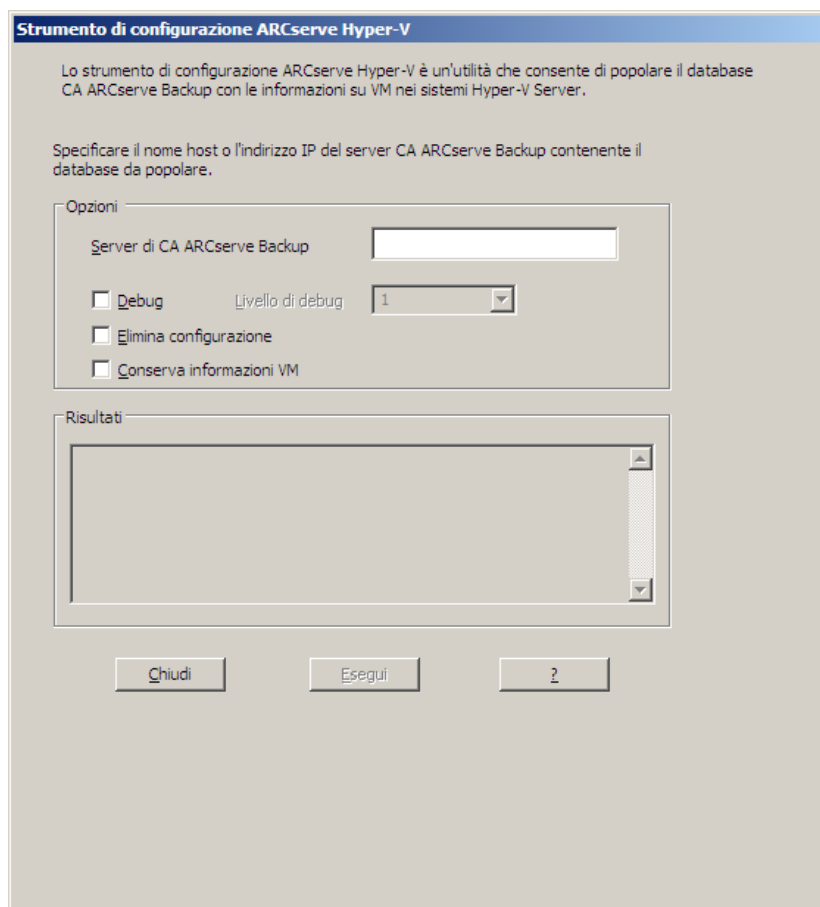 Strumento di configurazione ARCserve Hyper-V
Lo strumento di configurazione ARCserve Hyper-V è un'utilità che consente di popolare il database
CA ARCserve Backup con le informazioni su VM nei sistemi Hyper-V Server.
Specificare il nome host o l'indirizzo IP del server CA ARCserve Backup contenente il
database da popolare.
Opzioni
Server di CA ARCserve Backup
Debug Livello di debug 1
Elimina configurazione
Conserva informazioni VM
Risultati
Chiudi Esegui ?